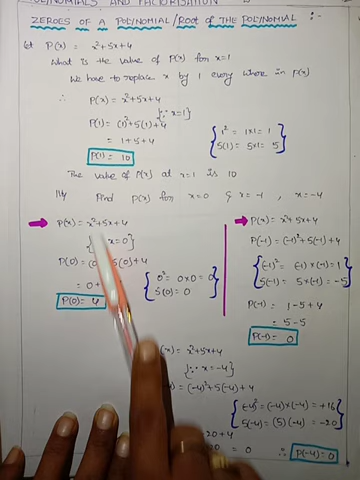 POLYNOMIALS AND FACTORISATION
ZEROES OF A POLYNOMIAL / Root of the POLYNOMIAL :-
let P(x) = x²+5x+4
What is the value of P(x) for x=1
We have to replace x by 1 every where in p(x)
∴ P(x) = x²+5x+4
{∵ x=1}
P(1) = (1)²+5(1)+4
= 1+5+4
P(1) = 10
{ 1² = 1×1 = 1
5(1) = 5×1 = 5 }
The value of P(x) at x=1 is 10
|||ly Find P(x) for x=0 & x=-1, x=-4
P(x) = x²+5x+4
x=0}
P(0) = 5(0)+4
= 0+
P(0) = 4
{ 0² = 0×0 = 0
5(0) = 0 }
P(x) = x²+5x+4
P(-1) = (-1)²+5(-1)+4
{ (-1)² = (-1)×(-1) = 1
5(-1) = 5×(-1) = -5 }
P(-1) = 1-5+4
= 5-5
P(-1) = 0
(x) = x²+5x+4
{∵ x=-4}
= (-4)²+5(-4)+4
{ (-4)² = (-4)×(-4) = +16
5(-4) = (5)(-4) = -20 }
20+4
0 = 0
∴ P(-4) = 0